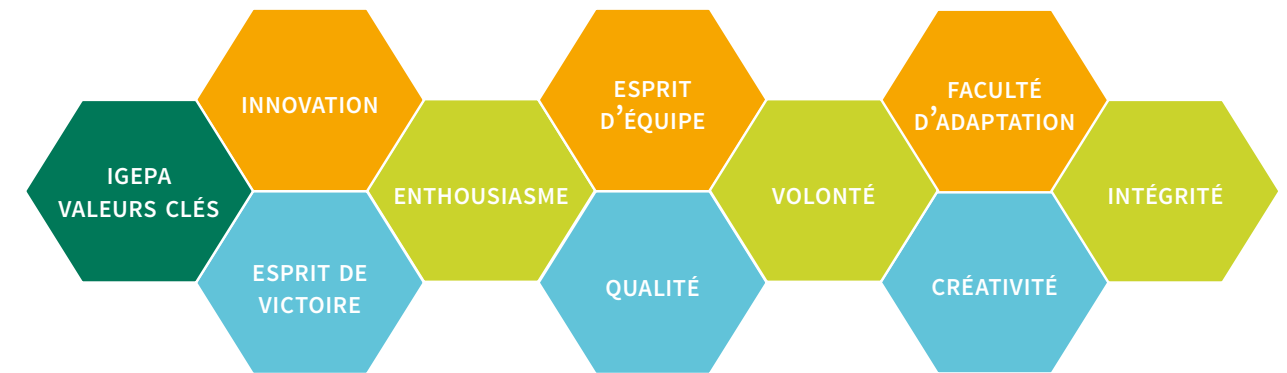 IGEPA
VALEURS CLÉS
INNOVATION
ESPRIT DE
VICTOIRE
ENTHOUSIASME
ESPRIT
D’ÉQUIPE
QUALITÉ
VOLONTÉ
FACULTÉ
D’ADAPTATION
CRÉATIVITÉ
INTÉGRITÉ